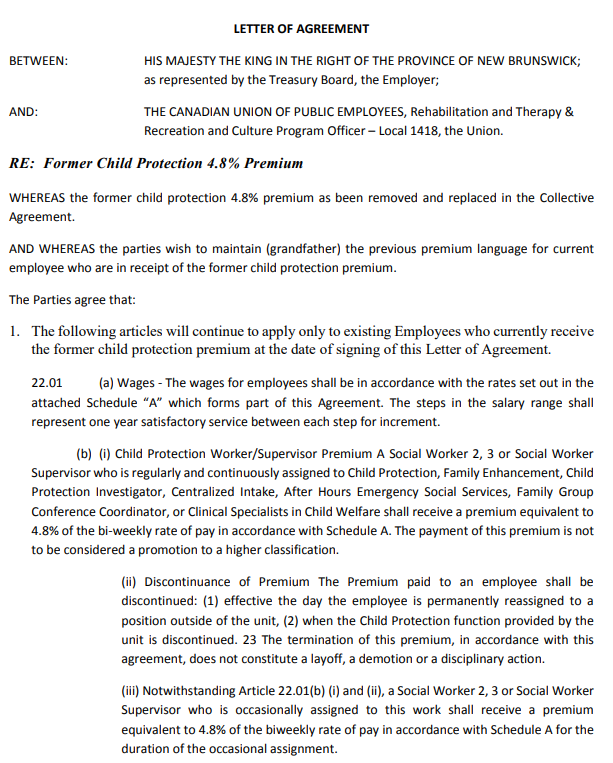 LETTER OF AGREEMENT
BETWEEN: HIS MAJESTY THE KING IN THE RIGHT OF THE PROVINCE OF NEW BRUNSWICK;
as represented by the Treasury Board, the Employer;
AND: THE CANADIAN UNION OF PUBLIC EMPLOYEES, Rehabilitation and Therapy &
Recreation and Culture Program Officer – Local 1418, the Union.
RE: Former Child Protection 4.8% Premium
WHEREAS the former child protection 4.8% premium as been removed and replaced in the Collective
Agreement.
AND WHEREAS the parties wish to maintain (grandfather) the previous premium language for current
employee who are in receipt of the former child protection premium.
The Parties agree that:
1. The following articles will continue to apply only to existing Employees who currently receive
the former child protection premium at the date of signing of this Letter of Agreement.
22.01 (a) Wages - The wages for employees shall be in accordance with the rates set out in the
attached Schedule “A” which forms part of this Agreement. The steps in the salary range shall
represent one year satisfactory service between each step for increment.
(b) (i) Child Protection Worker/Supervisor Premium A Social Worker 2, 3 or Social Worker
Supervisor who is regularly and continuously assigned to Child Protection, Family Enhancement, Child
Protection Investigator, Centralized Intake, After Hours Emergency Social Services, Family Group
Conference Coordinator, or Clinical Specialists in Child Welfare shall receive a premium equivalent to
4.8% of the bi-weekly rate of pay in accordance with Schedule A. The payment of this premium is not
to be considered a promotion to a higher classification.
(ii) Discontinuance of Premium The Premium paid to an employee shall be
discontinued: (1) effective the day the employee is permanently reassigned to a
position outside of the unit, (2) when the Child Protection function provided by the
unit is discontinued. 23 The termination of this premium, in accordance with this
agreement, does not constitute a layoff, a demotion or a disciplinary action.
(iii) Notwithstanding Article 22.01(b) (i) and (ii), a Social Worker 2, 3 or Social Worker
Supervisor who is occasionally assigned to this work shall receive a premium
equivalent to 4.8% of the biweekly rate of pay in accordance with Schedule A for the
duration of the occasional assignment.